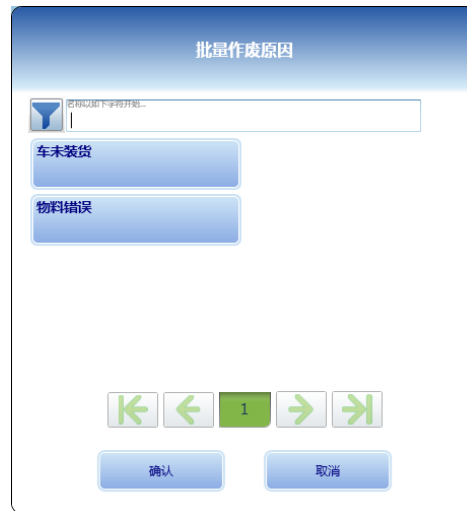 批量作废原因
名称以如下字符开始...
车未装货
物料错误
1
确认
取消